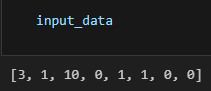 input_data
[3, 1, 10, 0, 1, 1, 0, 0]